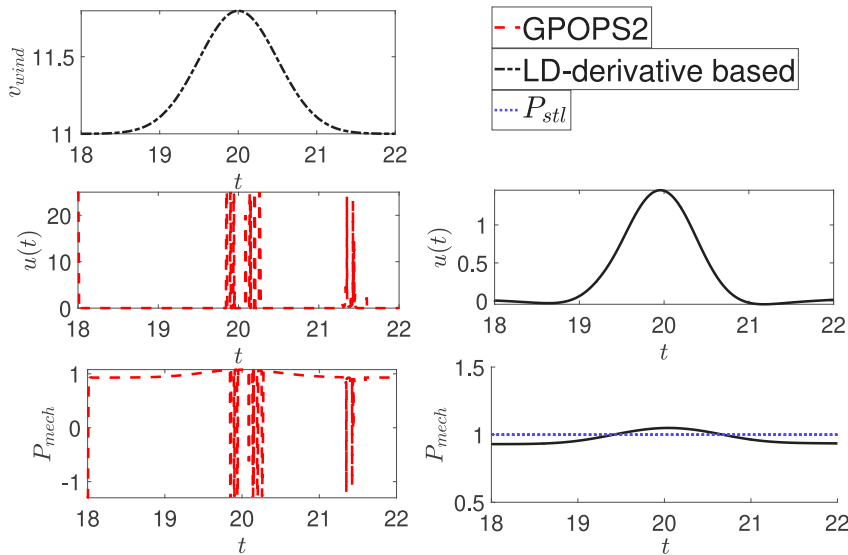 v_wind
11.5
11
18 19 20 21 22
t
GPOPS2
LD-derivative based
P_stl
u(t)
20
10
0
18 19 20 21 22
t
u(t)
1
0.5
0
18 19 20 21 22
t
P_mech
1
0
-1
18 19 20 21 22
t
P_mech
1.5
1
0.5
18 19 20 21 22
t